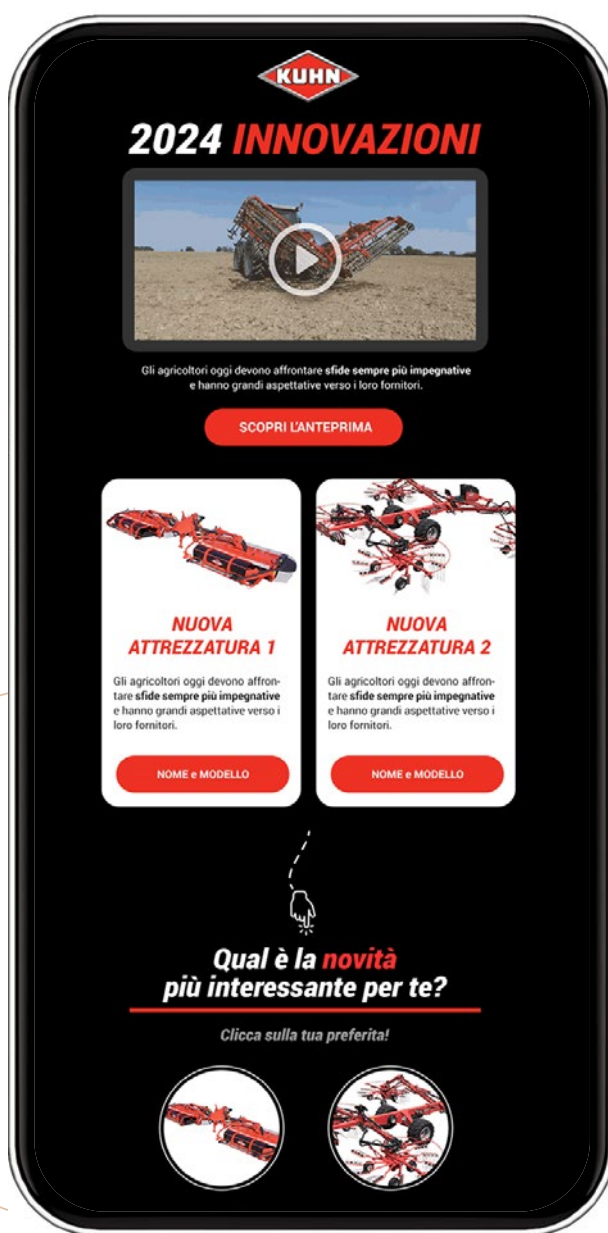 KUHN
2024 INNOVAZIONI
Gli agricoltori oggi devono affrontare sfide sempre più impegnative
e hanno grandi aspettative verso i loro fornitori.
SCOPRI L'ANTEPRIMA
NUOVA
ATTREZZATURA 1
Gli agricoltori oggi devono affron-
tare sfide sempre più impegnative
e hanno grandi aspettative verso i
loro fornitori.
NOME e MODELLO
NUOVA
ATTREZZATURA 2
Gli agricoltori oggi devono affron-
tare sfide sempre più impegnative
e hanno grandi aspettative verso i
loro fornitori.
NOME e MODELLO
Qual è la novità
più interessante per te?
Clicca sulla tua preferita!